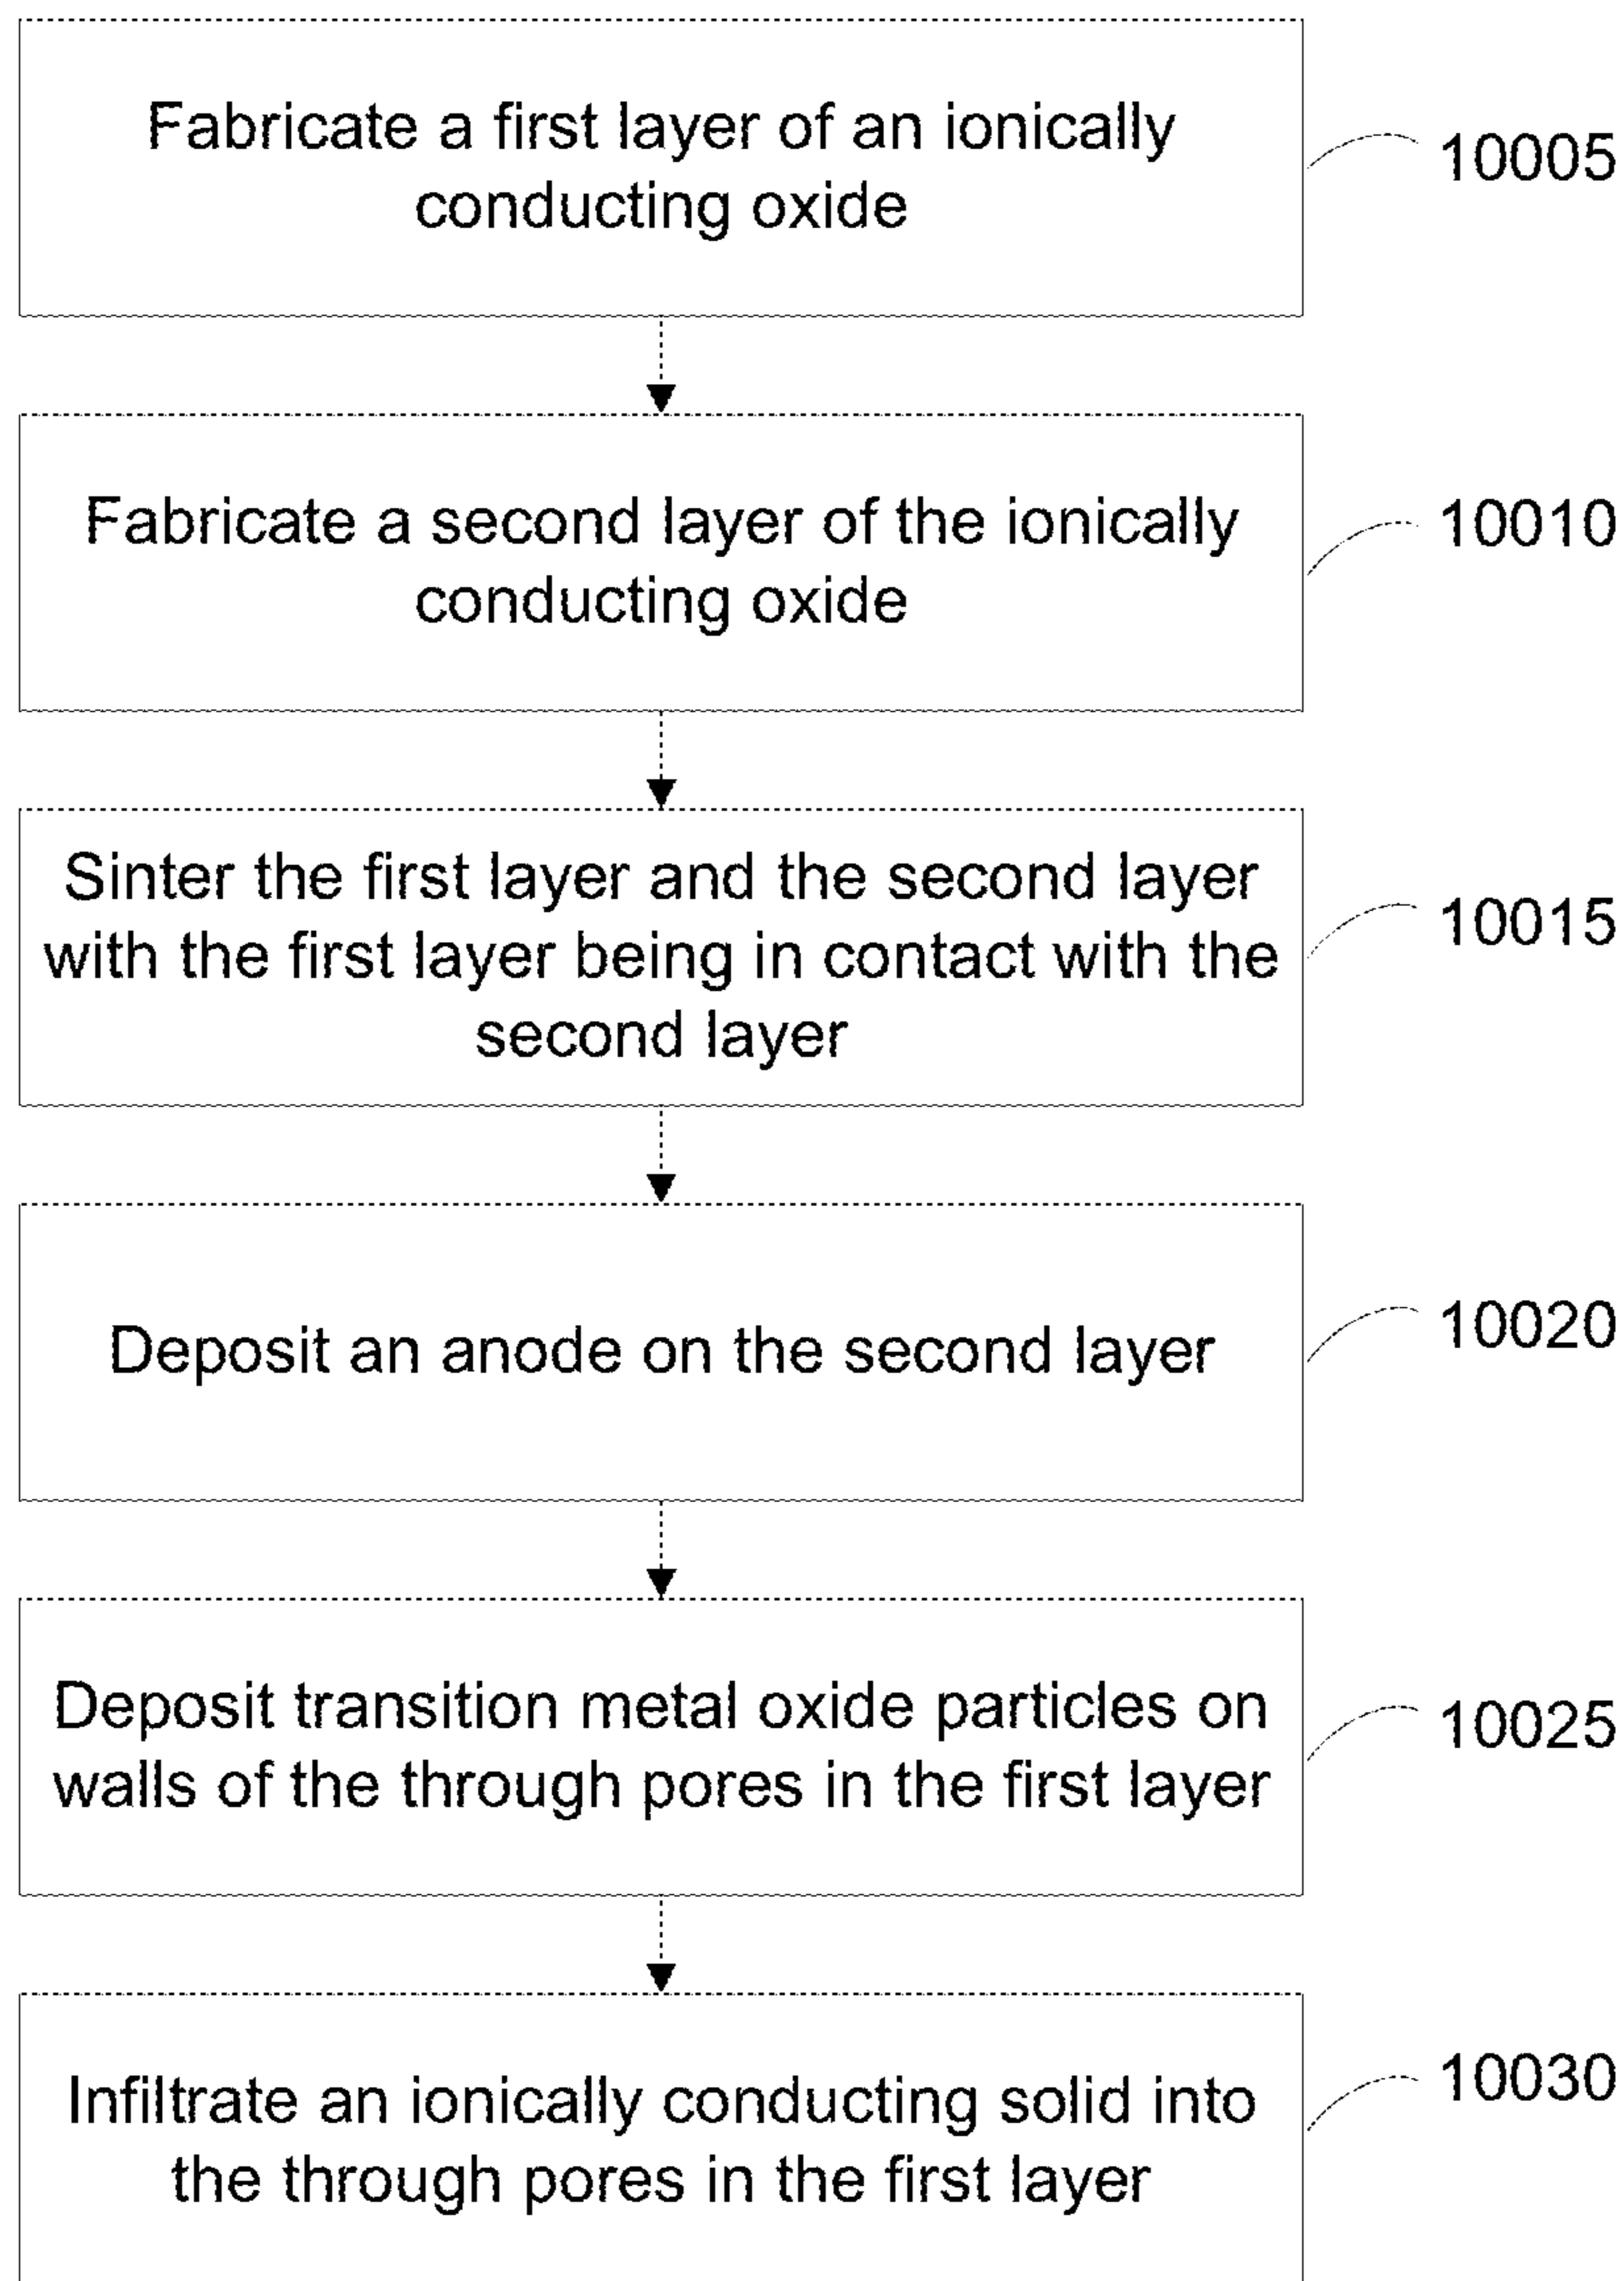 Fabricate a first layer of an ionically
conducting oxide
10005
Fabricate a second layer of the ionically
conducting oxide
10010
Sinter the first layer and the second layer
with the first layer being in contact with the
second layer
10015
Deposit an anode on the second layer
10020
Deposit transition metal oxide particles on
walls of the through pores in the first layer
10025
Infiltrate an ionically conducting solid into
the through pores in the first layer
10030